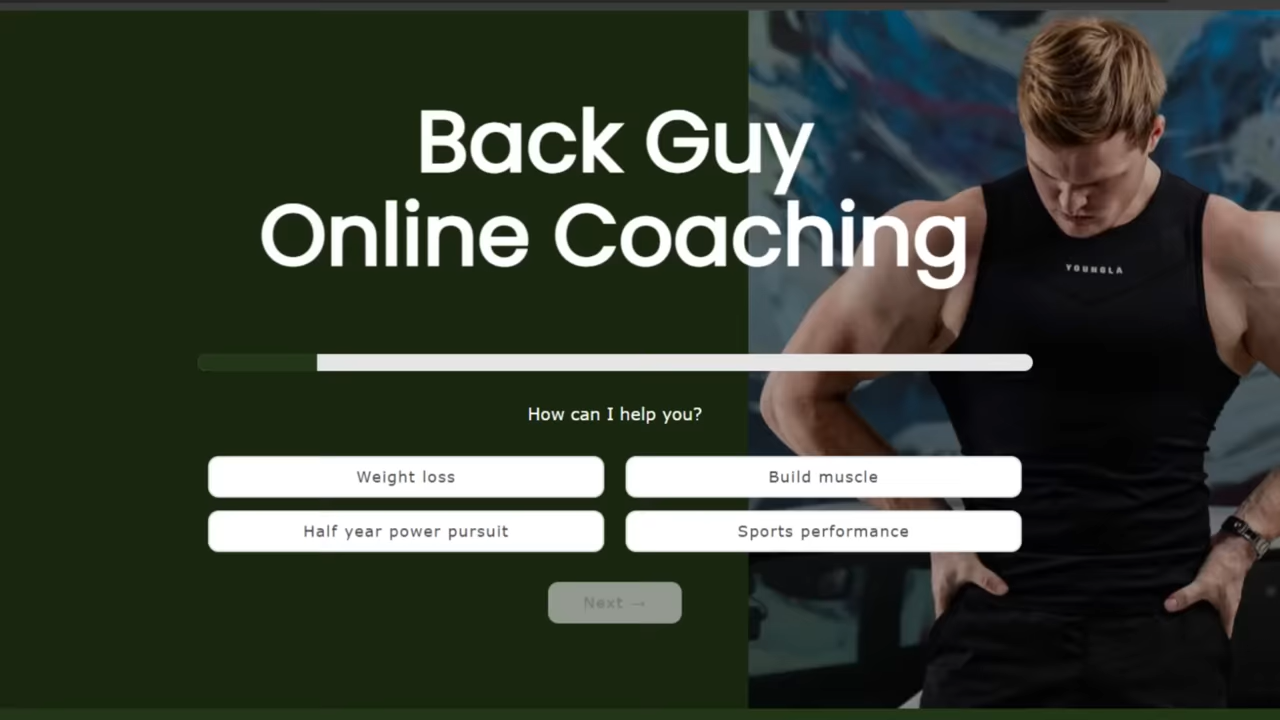 Back Guy
Online Coaching
YOUNGLA
How can I help you?
Weight loss
Build muscle
Half year power pursuit
Sports performance
Next →